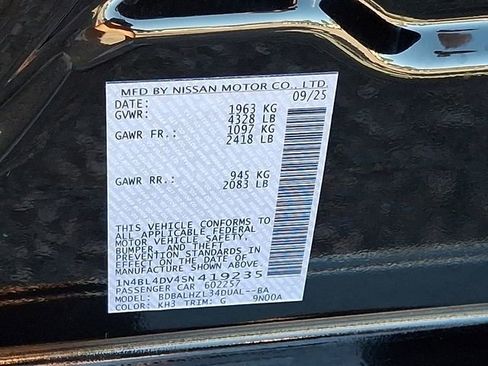 MFD BY NISSAN MOTOR CO., LTD.
DATE: 09/25
GVWR: 1963 KG
4328 LB
GAWR FR.: 1097 KG
2418 LB
GAWR RR.: 945 KG
2083 LB
THIS VEHICLE CONFORMS TO
ALL APPLICABLE FEDERAL
MOTOR VEHICLE SAFETY,
BUMPER, AND THEFT
PREVENTION STANDARDS IN
EFFECT ON THE DATE OF
MANUFACTURE SHOWN ABOVE.
1N4BL4DV4SN419235
PASSENGER CAR 602257
MODEL: BDBALHZL34DUAL--BA
COLOR: KH3 TRIM: G 9N00A